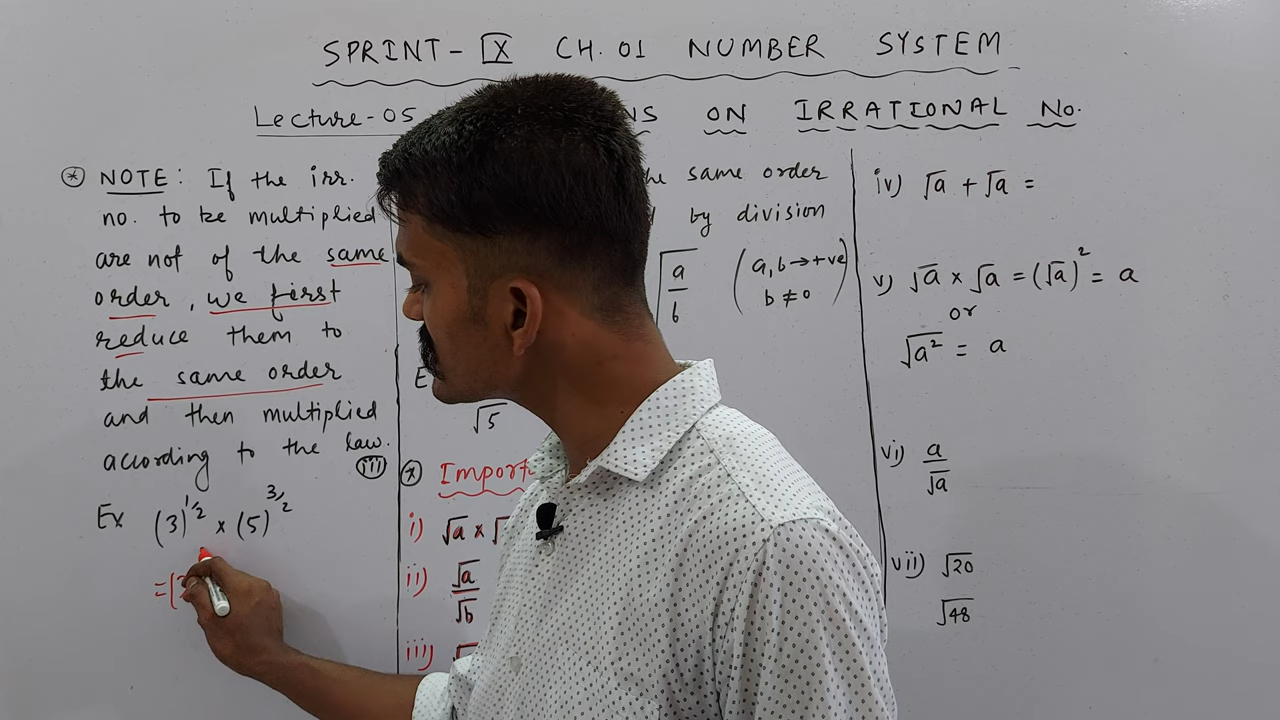 SPRINT - IX CH. 01 NUMBER SYSTEM
Lecture-05 ON IRRATIONAL No.
* NOTE: If the irr.
no. to be multiplied
are not of the same
order, we first
reduce them to
the same order
and then multiplied
according to the law.
(iii)
Ex (3)^1/2 × (5)^3/2
=(
same order
by division
√a/b (a, b → +ve
b ≠ 0)
√5
* Import
i) √a ×
ii) √a/√b
iii)
iv) √a + √a =
v) √a × √a = (√a)² = a
or
√a² = a
vi) a/√a
vii) √20
√48